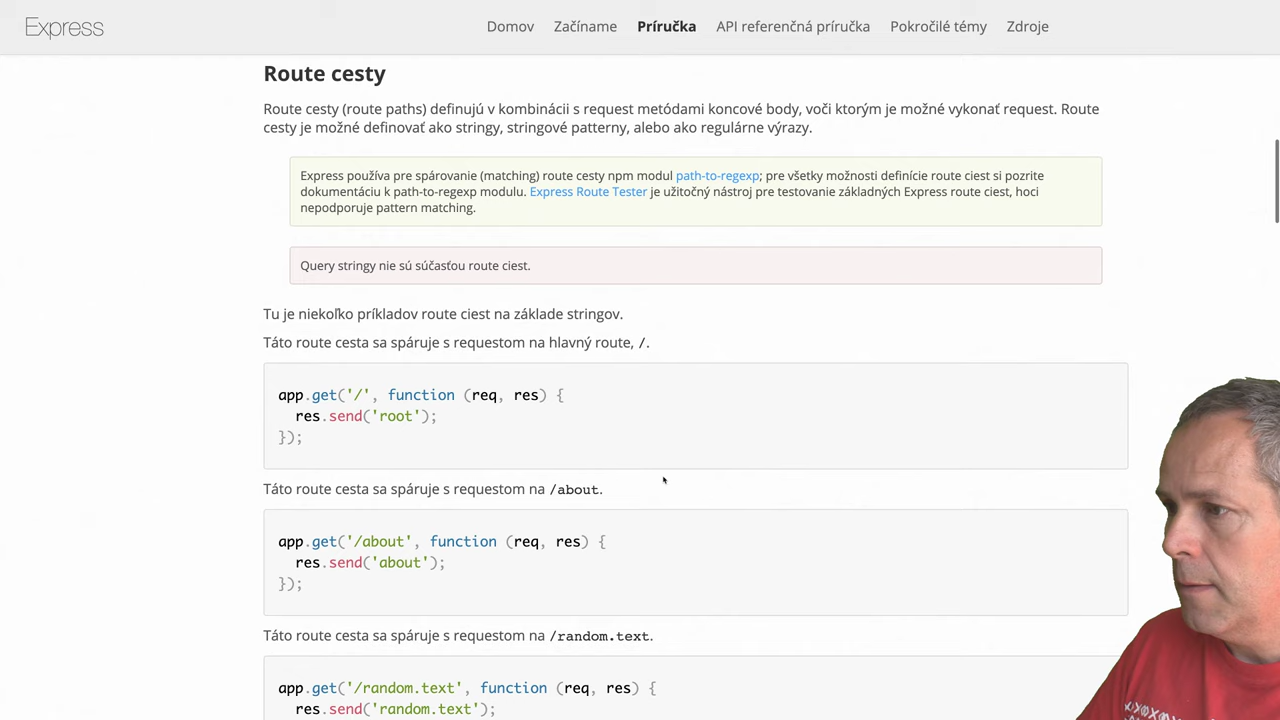 Express
Domov Začíname Príručka API referenčná príručka Pokročilé témy Zdroje
Route cesty
Route cesty (route paths) definujú v kombinácii s request metódami koncové body, voči ktorým je možné vykonať request. Route
cesty je možné definovať ako stringy, stringové patterny, alebo ako regulárne výrazy.
Express používa pre spárovanie (matching) route cesty npm modul path-to-regexp; pre všetky možnosti definície route ciest si pozrite
dokumentáciu k path-to-regexp modulu. Express Route Tester je užitočný nástroj pre testovanie základných Express route ciest, hoci
nepodporuje pattern matching.
Query stringy nie sú súčasťou route ciest.
Tu je niekoľko príkladov route ciest na základe stringov.
Táto route cesta sa spáruje s requestom na hlavný route, /.
app.get('/', function (req, res) {
res.send('root');
});
Táto route cesta sa spáruje s requestom na /about.
app.get('/about', function (req, res) {
res.send('about');
});
Táto route cesta sa spáruje s requestom na /random.text.
app.get('/random.text', function (req, res) {
res.send('random.text');